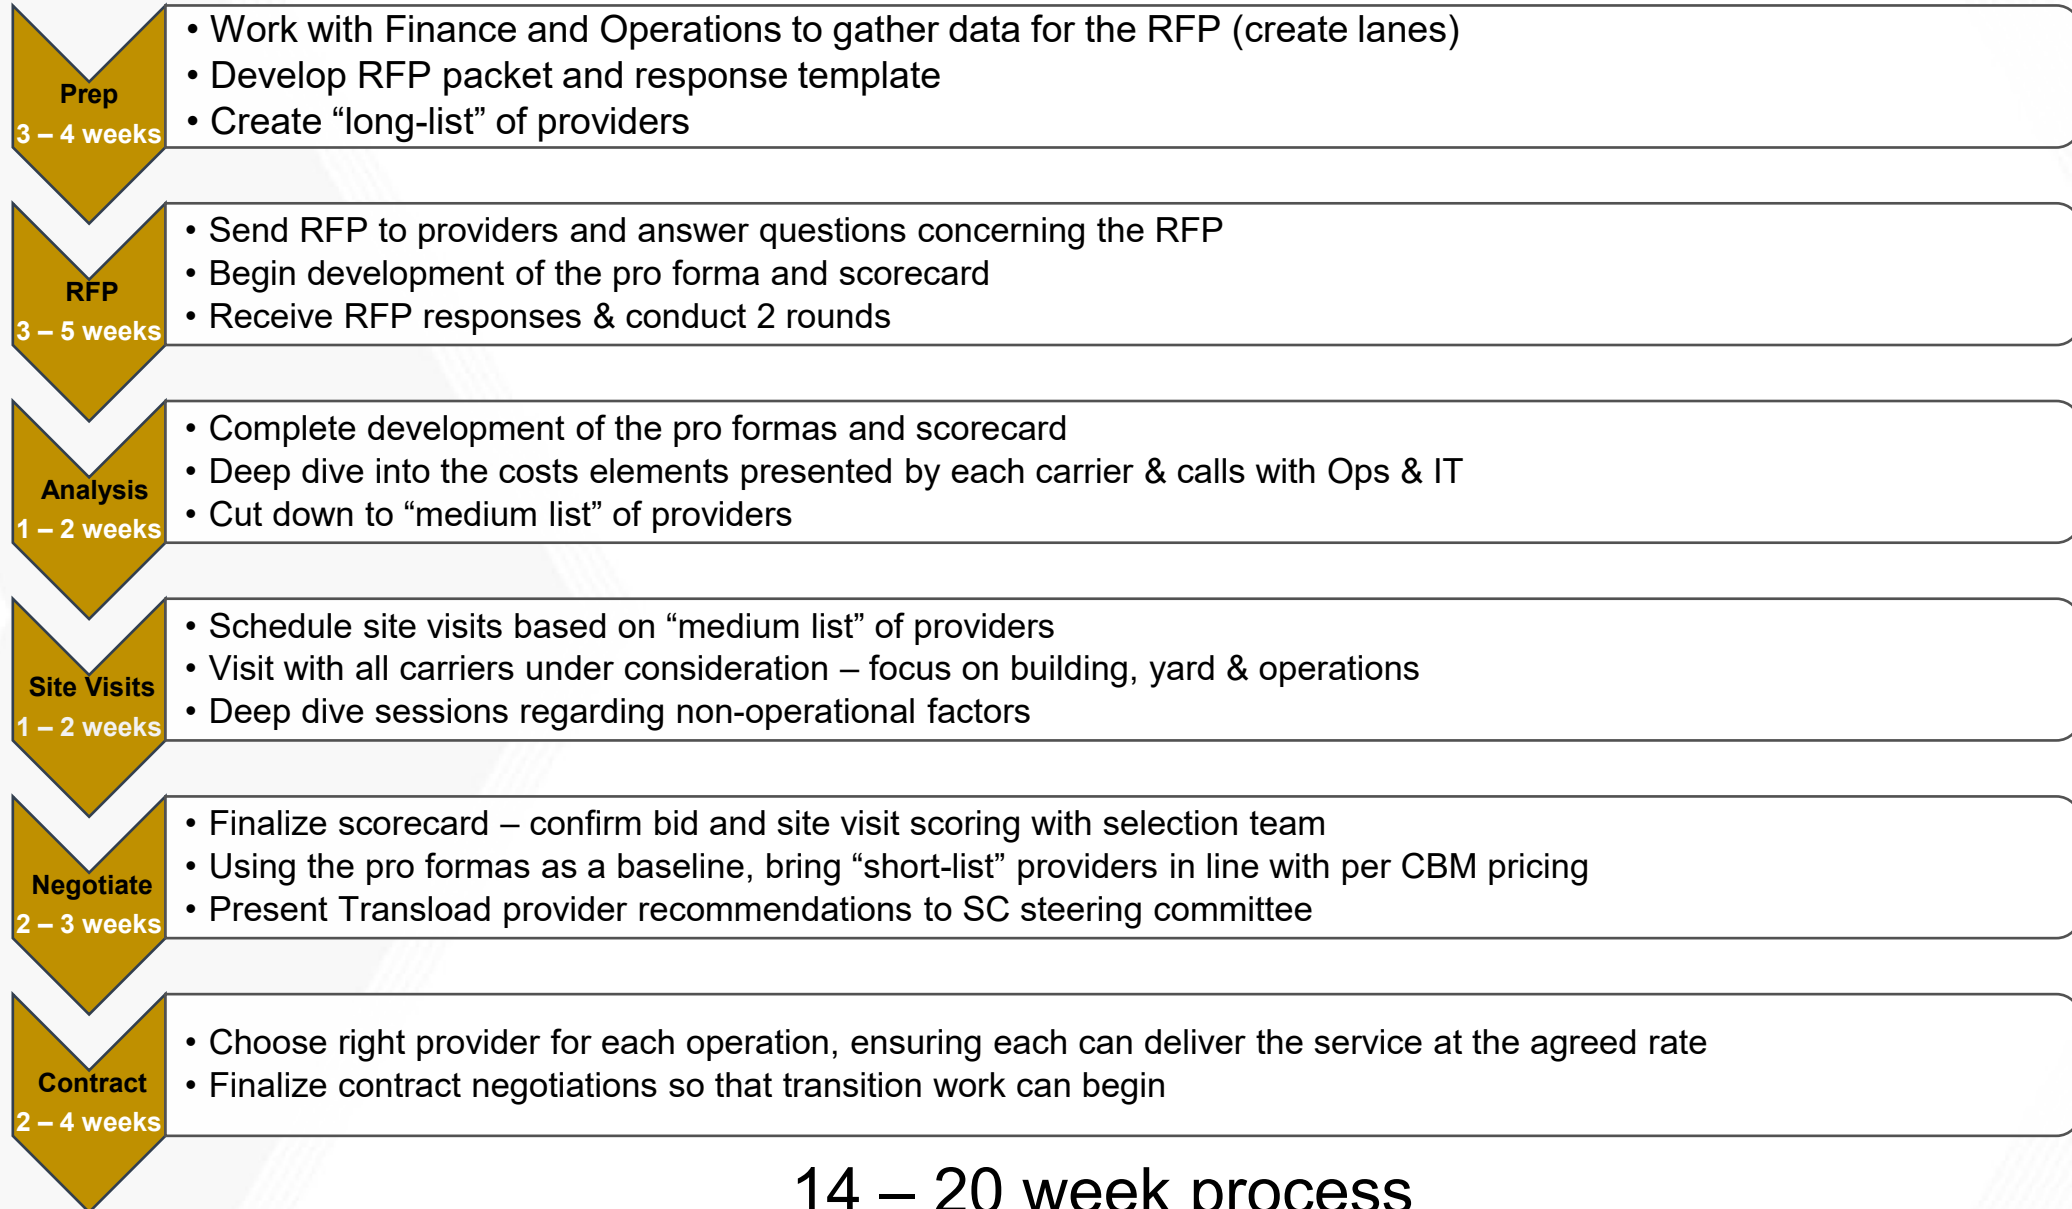 Prep
3 – 4 weeks
• Work with Finance and Operations to gather data for the RFP (create lanes)
• Develop RFP packet and response template
• Create “long-list” of providers
RFP
3 – 5 weeks
• Send RFP to providers and answer questions concerning the RFP
• Begin development of the pro forma and scorecard
• Receive RFP responses & conduct 2 rounds
Analysis
1 – 2 weeks
• Complete development of the pro formas and scorecard
• Deep dive into the costs elements presented by each carrier & calls with Ops & IT
• Cut down to “medium list” of providers
Site Visits
1 – 2 weeks
• Schedule site visits based on “medium list” of providers
• Visit with all carriers under consideration – focus on building, yard & operations
• Deep dive sessions regarding non-operational factors
Negotiate
2 – 3 weeks
• Finalize scorecard – confirm bid and site visit scoring with selection team
• Using the pro formas as a baseline, bring “short-list” providers in line with per CBM pricing
• Present Transload provider recommendations to SC steering committee
Contract
2 – 4 weeks
• Choose right provider for each operation, ensuring each can deliver the service at the agreed rate
• Finalize contract negotiations so that transition work can begin
14 – 20 week process